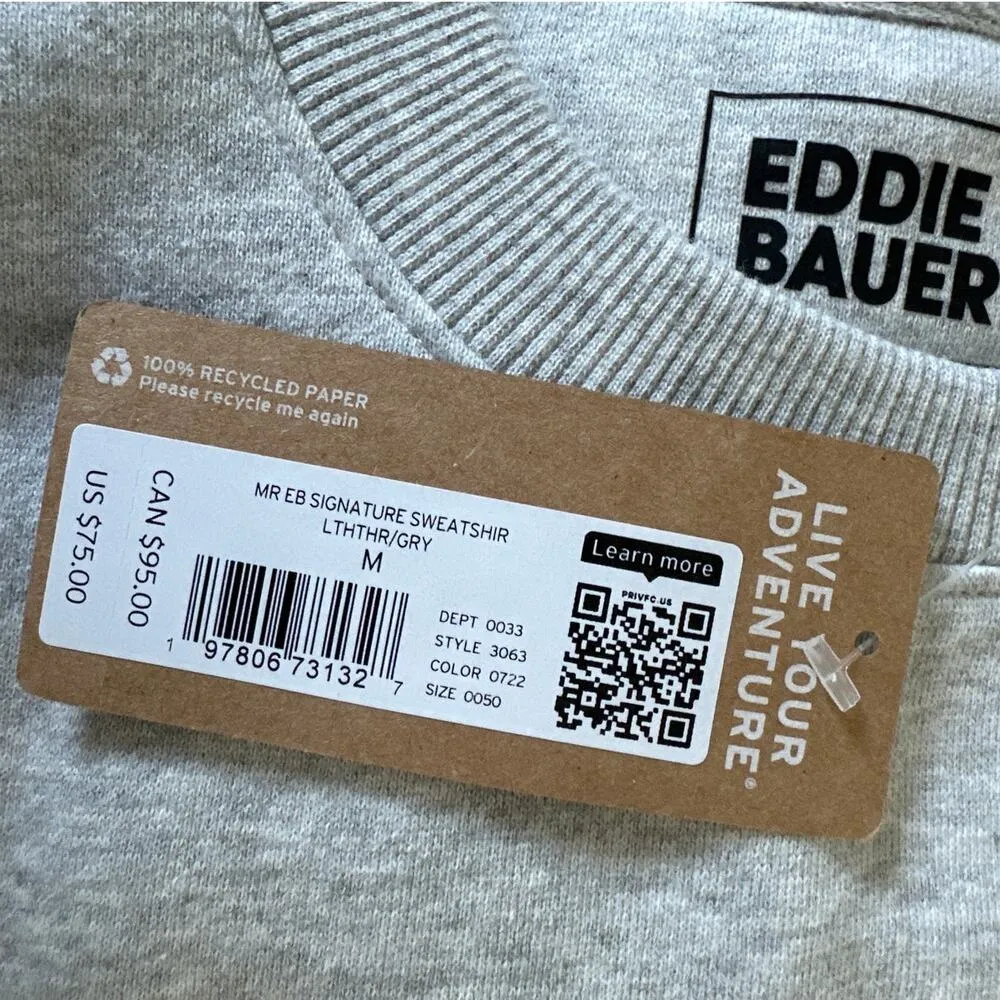 EDDIE
BAUER
100% RECYCLED PAPER
Please recycle me again
US $75.00
CAN $95.00
MR EB SIGNATURE SWEATSHIR
LTHTHR/GRY
M
1 97806 73132 7
DEPT 0033
STYLE 3063
COLOR 0722
SIZE 0050
Learn more
PRIVFC.US
LIVE YOUR
ADVENTURE®